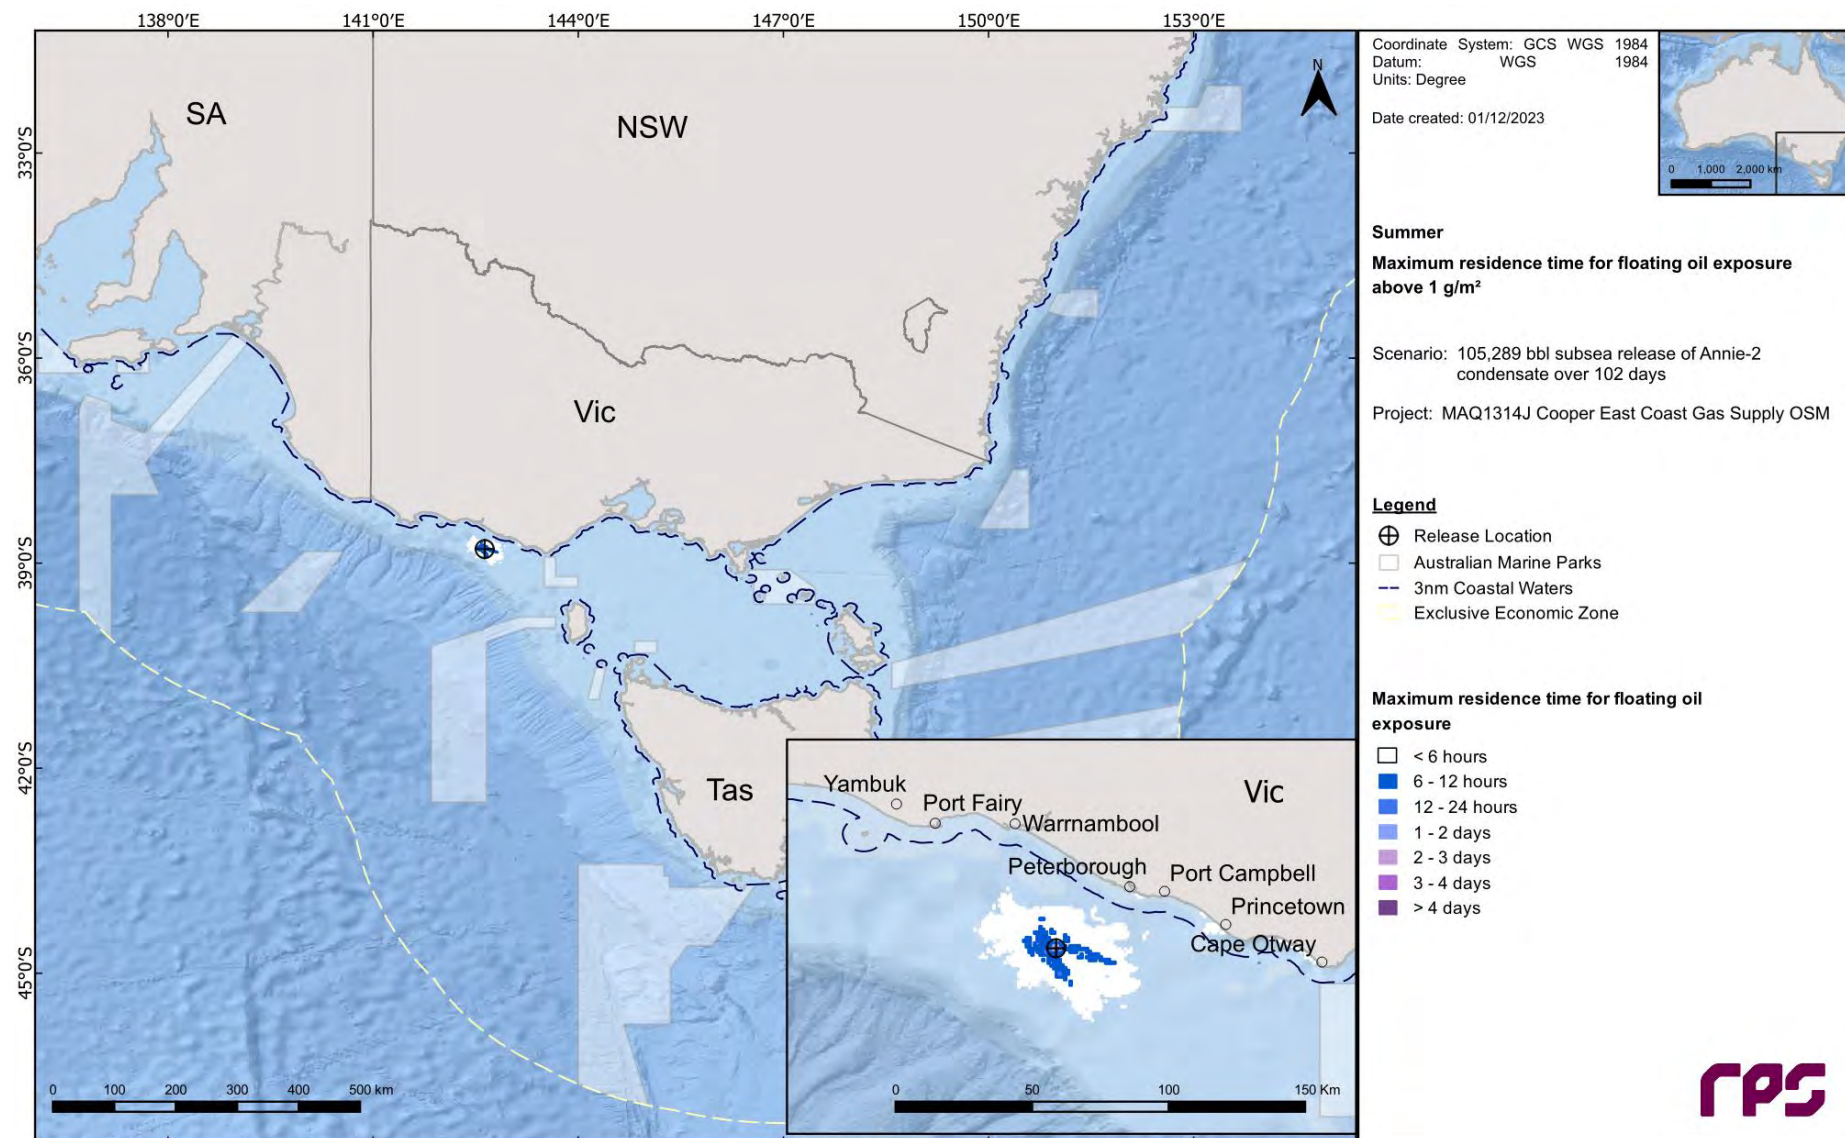 138°0'E 141°0'E 144°0'E 147°0'E 150°0'E 153°0'E
33°0'S
36°0'S
39°0'S
42°0'S
45°0'S
SA
NSW
N
Vic
Tas
0 100 200 300 400 500 km
Yambuk
Port Fairy
Warrnambool
Vic
Peterborough
Port Campbell
Princetown
Cape Otway
0 50 100 150 Km
Coordinate System: GCS WGS 1984
Datum: WGS 1984
Units: Degree
Date created: 01/12/2023
0 1,000 2,000 km
Summer
Maximum residence time for floating oil exposure
above 1 g/m²
Scenario: 105,289 bbl subsea release of Annie-2
condensate over 102 days
Project: MAQ1314J Cooper East Coast Gas Supply OSM
Legend
Release Location
Australian Marine Parks
3nm Coastal Waters
Exclusive Economic Zone
Maximum residence time for floating oil
exposure
< 6 hours
6 - 12 hours
12 - 24 hours
1 - 2 days
2 - 3 days
3 - 4 days
> 4 days
rps